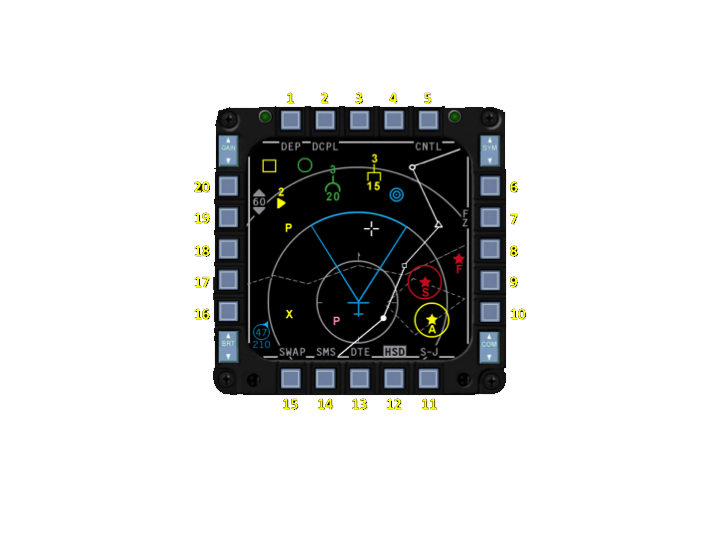 1 2 3 4 5
DEP DCPL CNTL
GAIN SYM
3 3
15
20 20 6
2
60
19 F 7
Z
P
18 8
F
17 S 9
16 X P A 10
47
210
BRT COM
SWAP SMS DTE HSD S-J
15 14 13 12 11